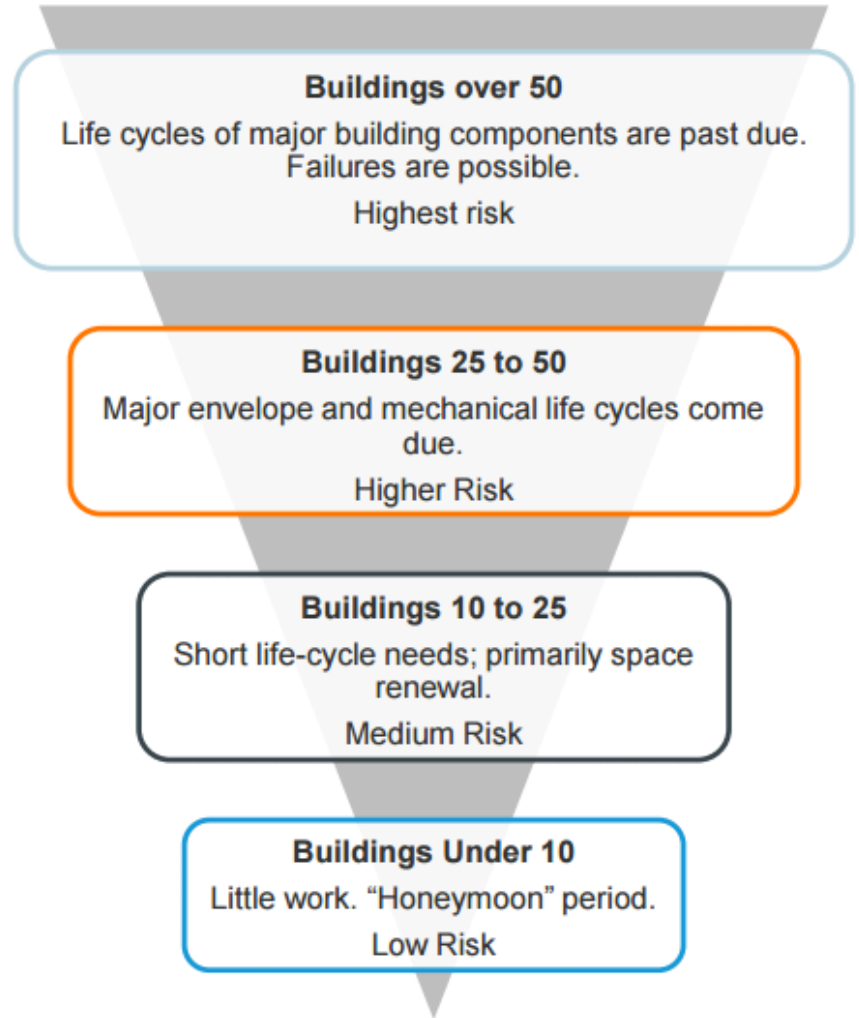 Buildings over 50
Life cycles of major building components are past due.
Failures are possible.
Highest risk
Buildings 25 to 50
Major envelope and mechanical life cycles come
due.
Higher Risk
Buildings 10 to 25
Short life-cycle needs; primarily space
renewal.
Medium Risk
Buildings Under 10
Little work. “Honeymoon” period.
Low Risk